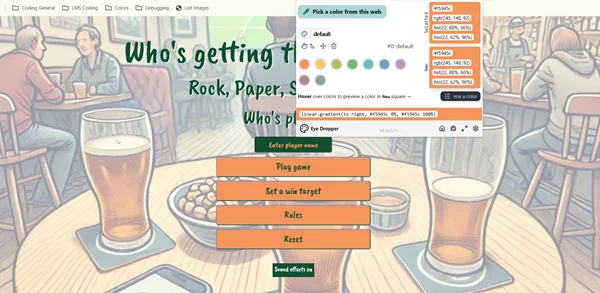 Coding General
LMS Coding
Colors
Debugging
List Images
Who's getting th
Rock, Paper, S
Who's p
Enter player name
Play game
Set a win target
Rules
Reset
Sound effects on
Pick a color from this web
default
#0: default
Hover over colors to preview a color in New square →
mix a color
Selected
#f5945c
rgb(245, 148, 92)
hsl(22, 88%, 66%)
hsv(22, 62%, 96%)
New
#f5945c
rgb(245, 148, 92)
hsl(22, 88%, 66%)
hsv(22, 62%, 96%)
linear-gradient(to right, #f5945c 0%, #f5945c 100%)
Eye Dropper